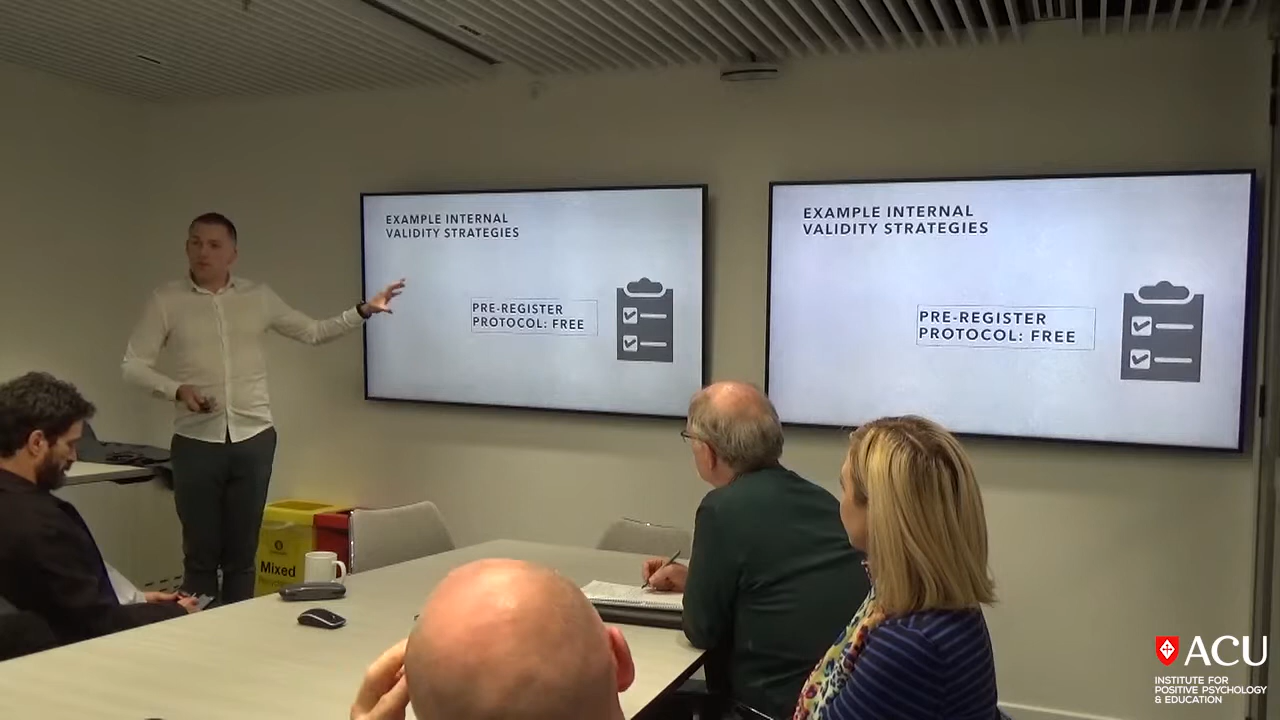 EXAMPLE INTERNAL
VALIDITY STRATEGIES
PRE-REGISTER
PROTOCOL: FREE
EXAMPLE INTERNAL
VALIDITY STRATEGIES
PRE-REGISTER
PROTOCOL: FREE
Mixed
ACU
INSTITUTE FOR
POSITIVE PSYCHOLOGY
& EDUCATION